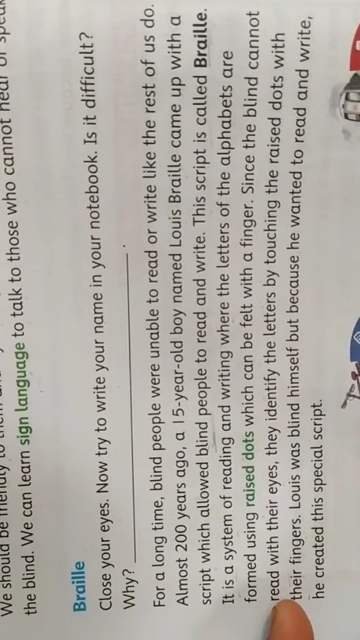 We should be friendly to them
the blind. We can learn sign language to talk to those who cannot hear or speak
Braille
Close your eyes. Now try to write your name in your notebook. Is it difficult?
Why? ____________________.
For a long time, blind people were unable to read or write like the rest of us do.
Almost 200 years ago, a 15-year-old boy named Louis Braille came up with a
script which allowed blind people to read and write. This script is called Braille.
It is a system of reading and writing where the letters of the alphabets are
formed using raised dots which can be felt with a finger. Since the blind cannot
read with their eyes, they identify the letters by touching the raised dots with
their fingers. Louis was blind himself but because he wanted to read and write,
he created this special script.